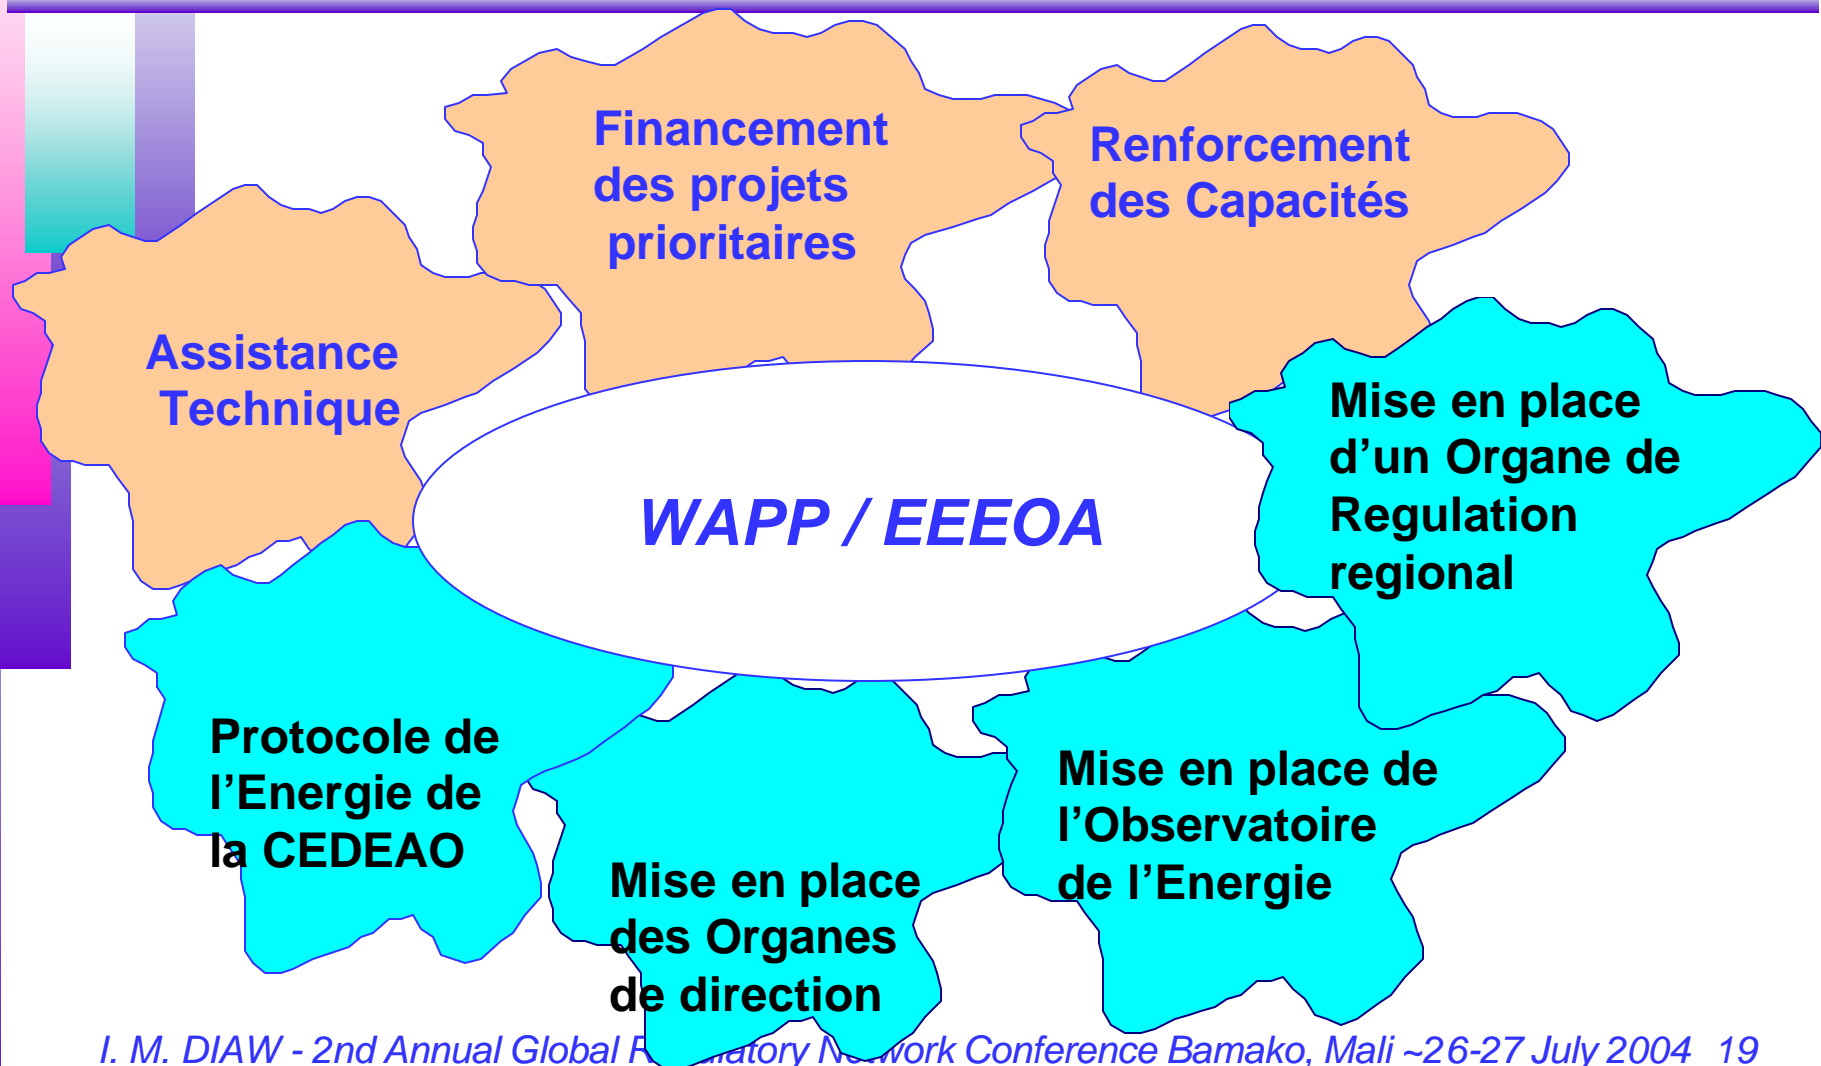 Financement
des projets
prioritaires
Renforcement
des Capacités
Assistance
Technique
WAPP / EEEOA
Mise en place
d’un Organe de
Regulation
regional
Protocole de
l’Energie de
la CEDEAO
Mise en place
des Organes
de direction
Mise en place de
l’Observatoire
de l’Energie
I. M. DIAW - 2nd Annual Global Regulatory Network Conference Bamako, Mali ~26-27 July 2004 19